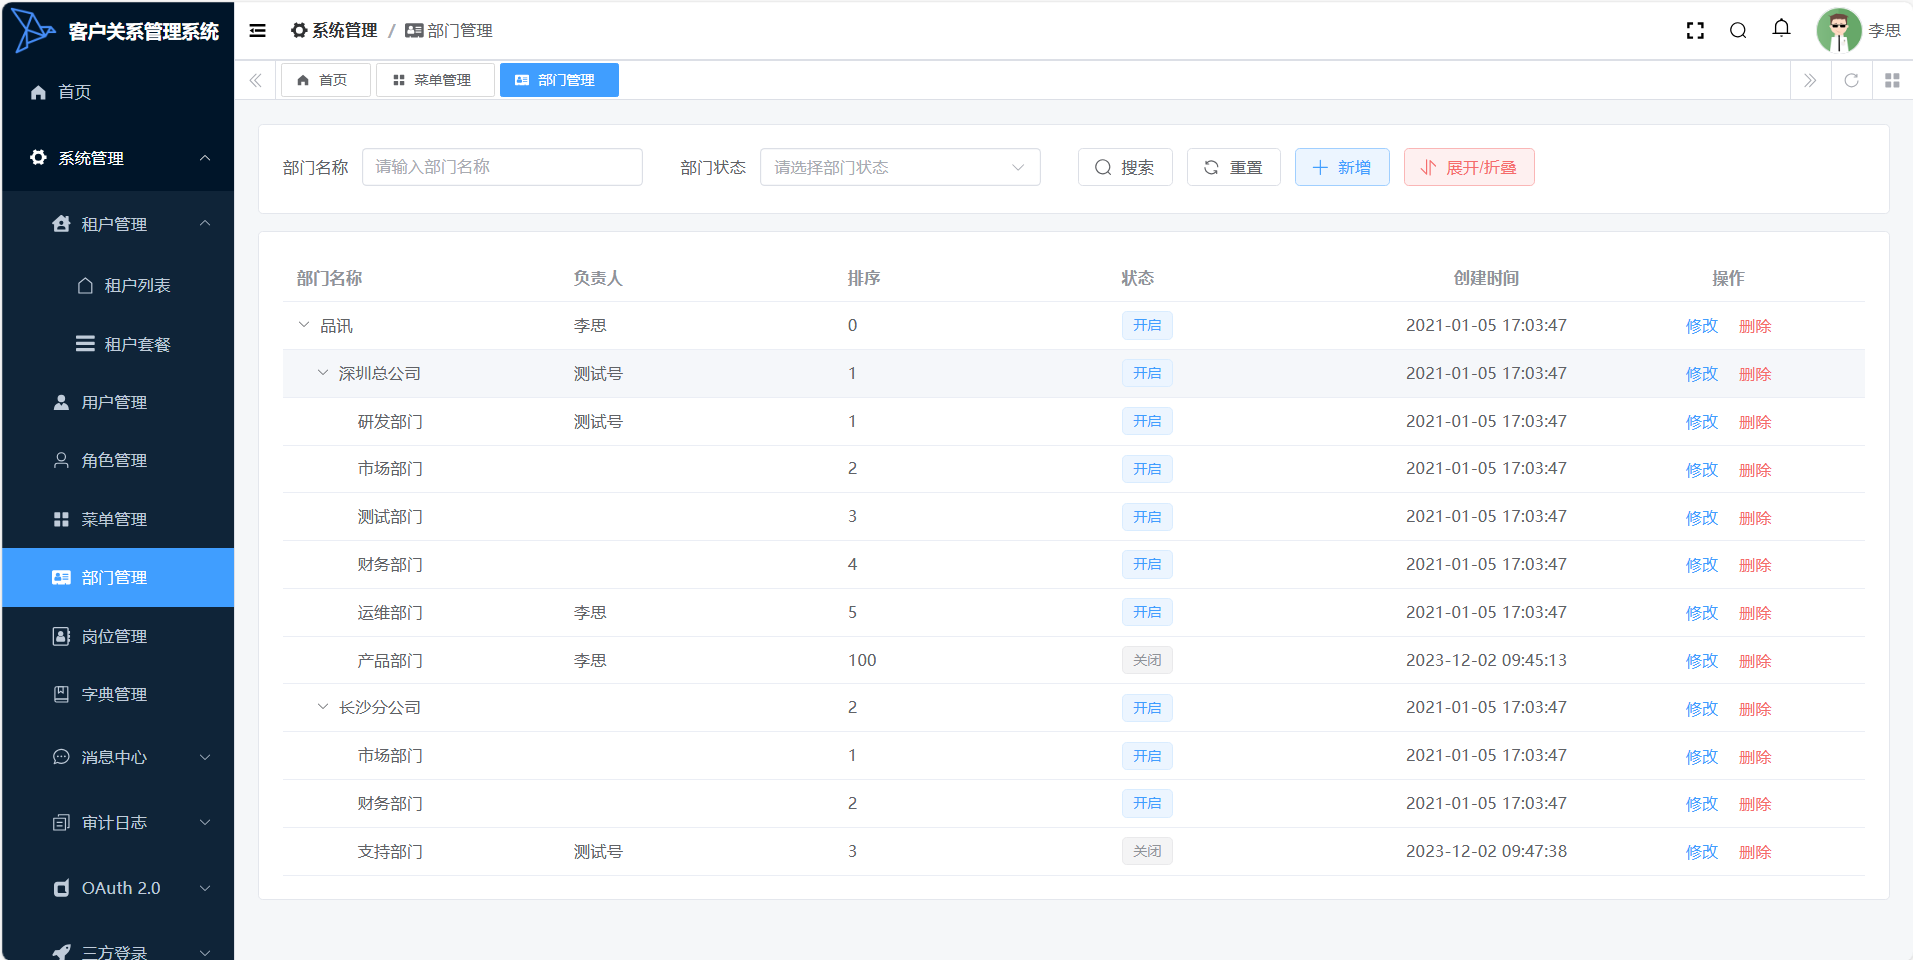 客户关系管理系统
系统管理 / 部门管理
李思
首页
菜单管理
部门管理
首页
系统管理
租户管理
租户列表
租户套餐
用户管理
角色管理
菜单管理
部门管理
岗位管理
字典管理
消息中心
审计日志
OAuth 2.0
三方登录
部门名称 请输入部门名称 部门状态 请选择部门状态 搜索 重置 新增 展开/折叠
部门名称 负责人 排序 状态 创建时间 操作
品讯 李思 0 开启 2021-01-05 17:03:47 修改 删除
深圳总公司 测试号 1 开启 2021-01-05 17:03:47 修改 删除
研发部门 测试号 1 开启 2021-01-05 17:03:47 修改 删除
市场部门 2 开启 2021-01-05 17:03:47 修改 删除
测试部门 3 开启 2021-01-05 17:03:47 修改 删除
财务部门 4 开启 2021-01-05 17:03:47 修改 删除
运维部门 李思 5 开启 2021-01-05 17:03:47 修改 删除
产品部门 李思 100 关闭 2023-12-02 09:45:13 修改 删除
长沙分公司 2 开启 2021-01-05 17:03:47 修改 删除
市场部门 1 开启 2021-01-05 17:03:47 修改 删除
财务部门 2 开启 2021-01-05 17:03:47 修改 删除
支持部门 测试号 3 关闭 2023-12-02 09:47:38 修改 删除